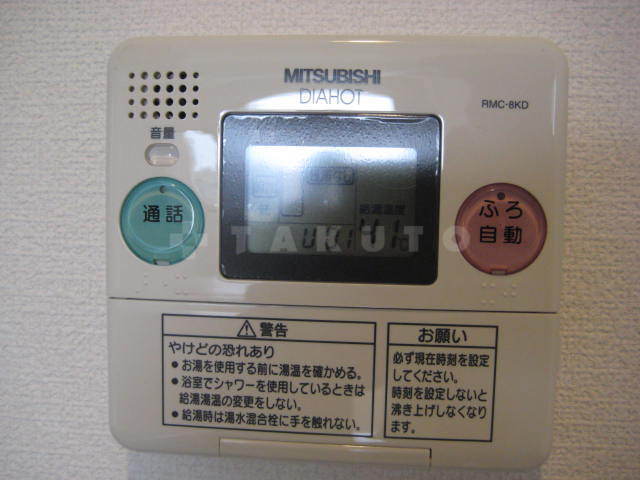 MITSUBISHI
DIAHOT
RMC-8KD
音量
通話
ふろ
自動
給湯温度
TAKUTO
警告
やけどの恐れあり
● お湯を使用する前に湯温を確かめる。
● 浴室でシャワーを使用しているときは
給湯湯温の変更をしない。
● 給湯時は湯水混合栓に手を触れない。
お願い
必ず現在時刻を設定
してください。
時刻を設定しないと
沸き上げしなくなり
ます。